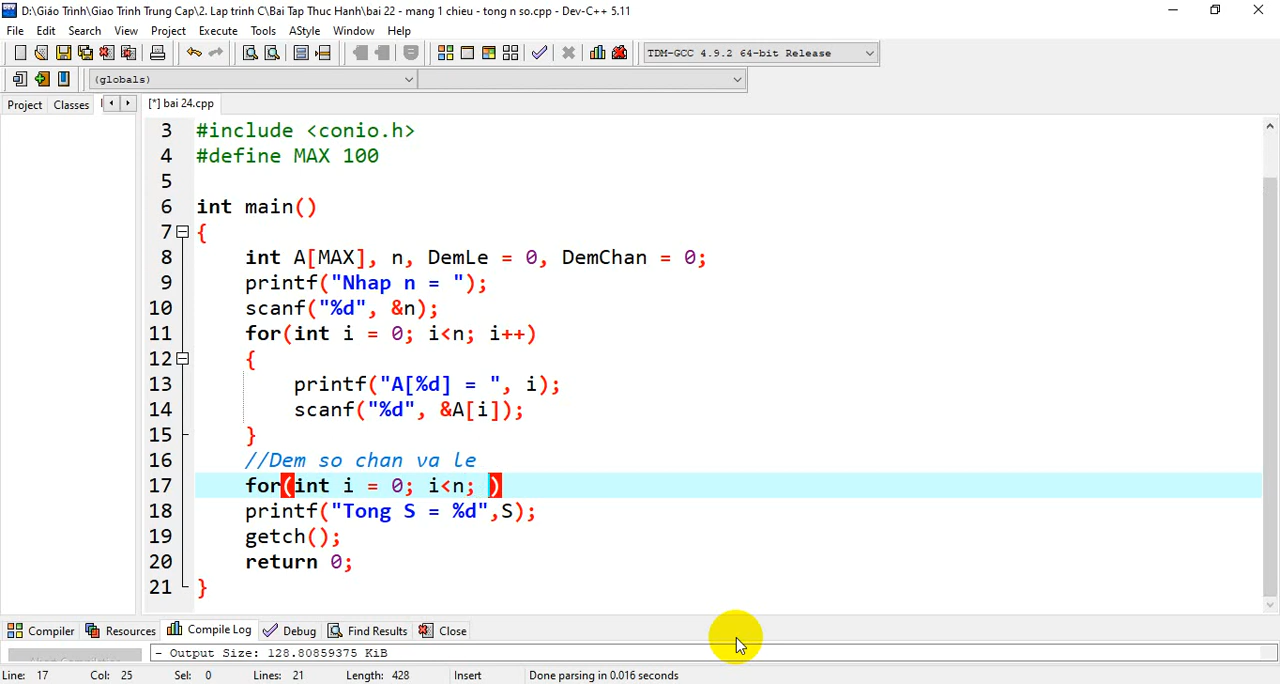 D:\Giáo Trình\Giao Trinh Trung Cap\2. Lap trinh C\Bai Tap Thuc Hanh\bai 22 - mang 1 chieu - tong n so.cpp - Dev-C++ 5.11
File Edit Search View Project Execute Tools AStyle Window Help
TDM-GCC 4.9.2 64-bit Release
(globals)
Project Classes [*] bai 24.cpp
3 #include <conio.h>
4 #define MAX 100
5
6 int main()
7 {
8 int A[MAX], n, DemLe = 0, DemChan = 0;
9 printf("Nhap n = ");
10 scanf("%d", &n);
11 for(int i = 0; i<n; i++)
12 {
13 printf("A[%d] = ", i);
14 scanf("%d", &A[i]);
15 }
16 //Dem so chan va le
17 for(int i = 0; i<n; )
18 printf("Tong S = %d",S);
19 getch();
20 return 0;
21 }
Compiler Resources Compile Log Debug Find Results Close
- Output Size: 128.80859375 KiB
Line: 17 Col: 25 Sel: 0 Lines: 21 Length: 428 Insert Done parsing in 0.016 seconds